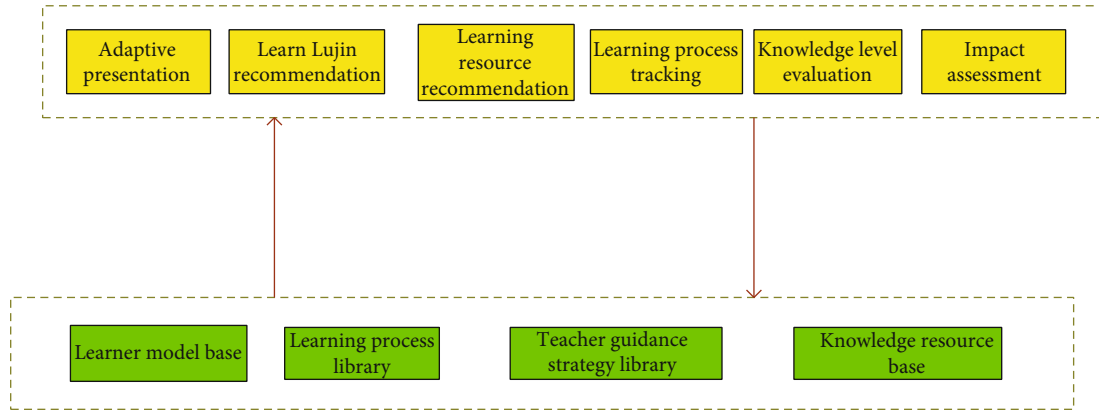 Adaptive
presentation
Learn Lujin
recommendation
Learning
resource
recommendation
Learning process
tracking
Knowledge level
evaluation
Impact
assessment
Learner model base
Learning process
library
Teacher guidance
strategy library
Knowledge resource
base